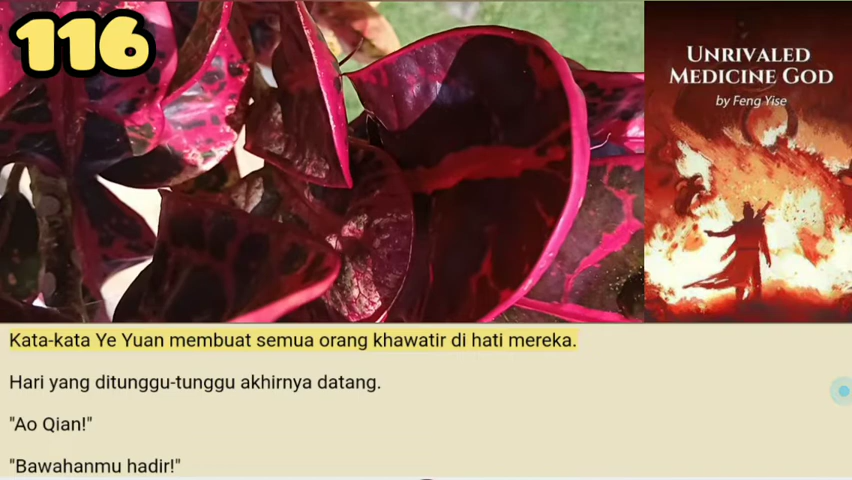 116
UNRIVALED
MEDICINE GOD
by Feng Yise
Kata-kata Ye Yuan membuat semua orang khawatir di hati mereka.
Hari yang ditunggu-tunggu akhirnya datang.
"Ao Qian!"
"Bawahanmu hadir!"